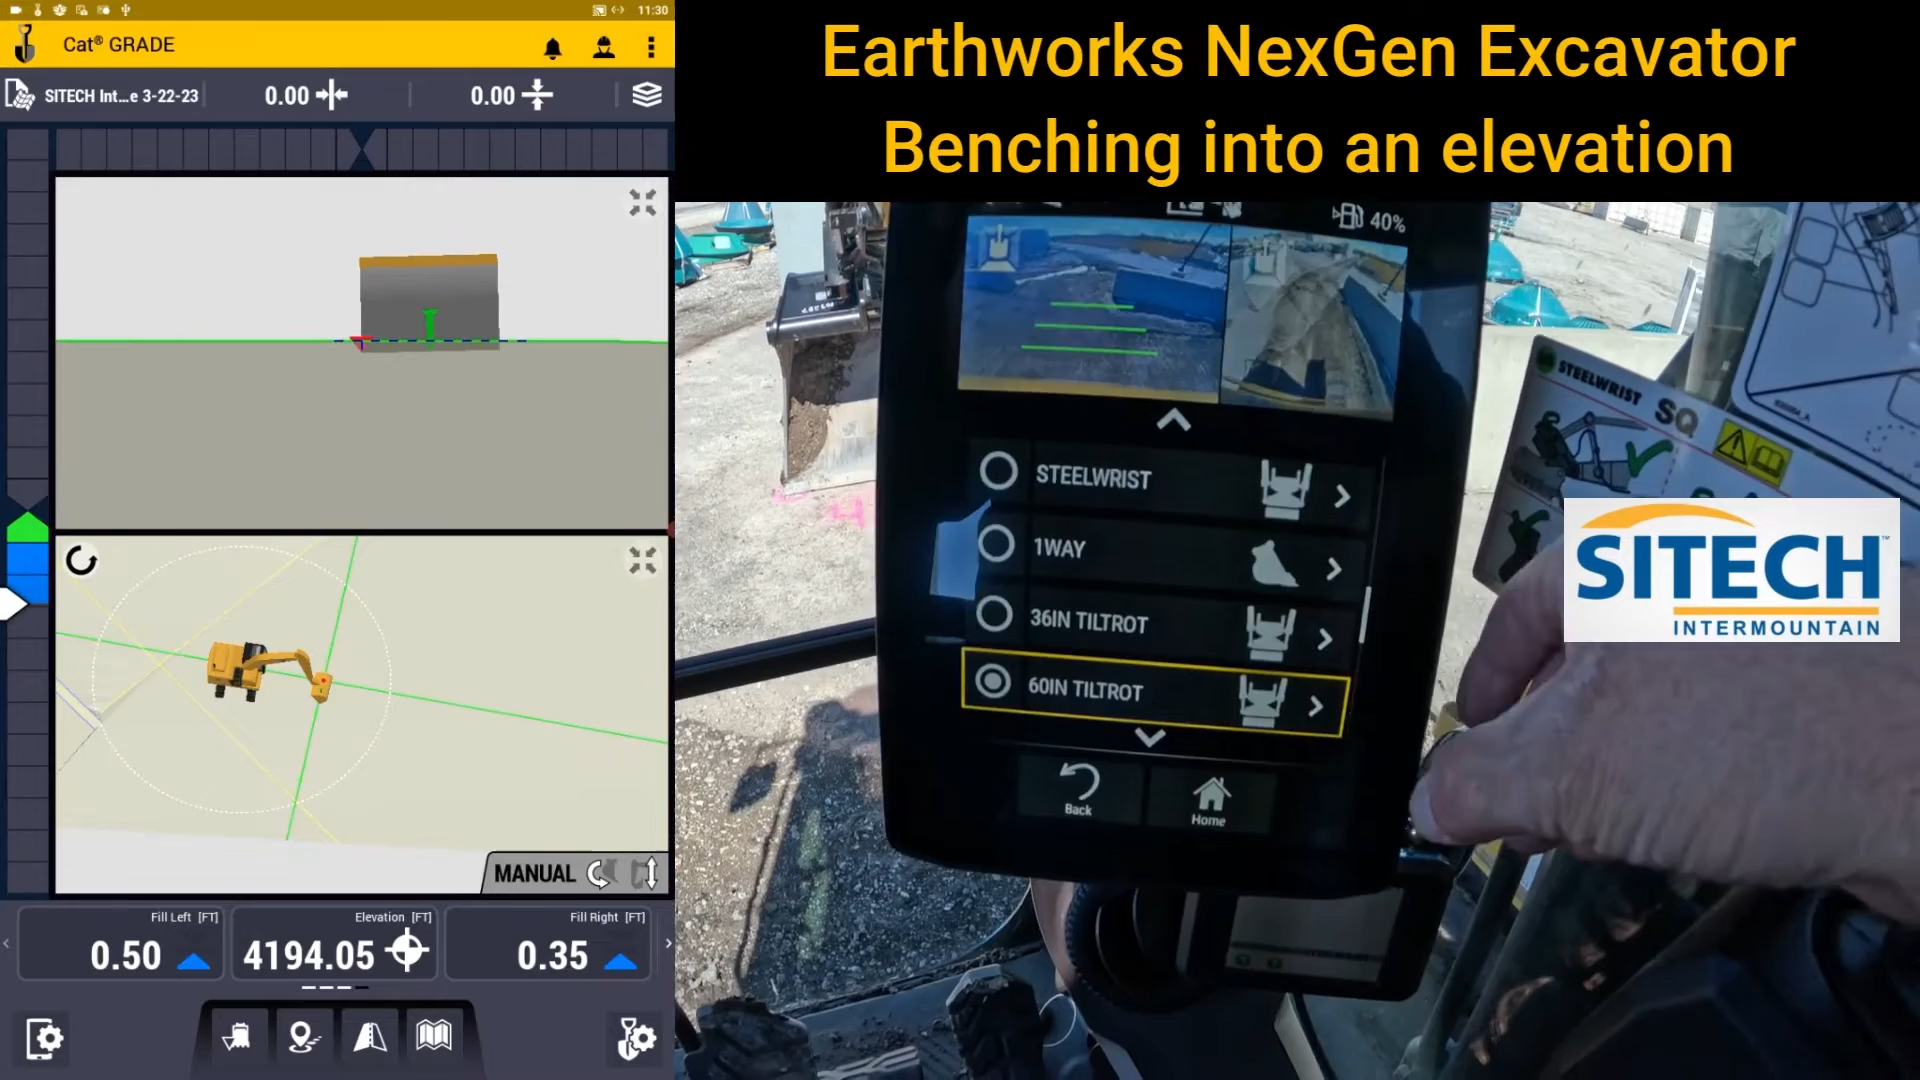 11:30
Cat® GRADE
SITECH Int...e 3-22-23
0.00
0.00
MANUAL
Fill Left [FT]
0.50
Elevation [FT]
4194.05
Fill Right [FT]
0.35
Earthworks NexGen Excavator
Benching into an elevation
40%
STEELWRIST
1WAY
36IN TILTROT
60IN TILTROT
Back
Home
STEELWRIST SQ
SITECH™
INTERMOUNTAIN